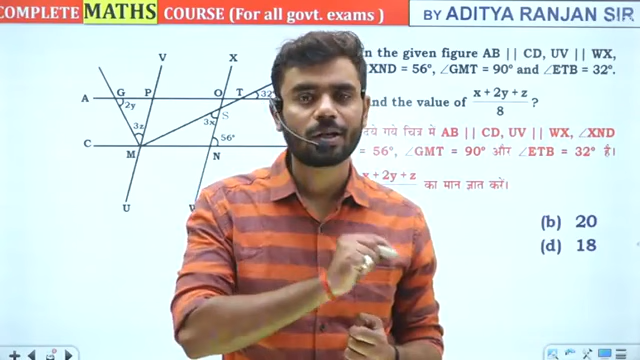 COMPLETE MATHS COURSE (For all govt. exams )
BY ADITYA RANJAN SIR
n the given figure AB || CD, UV || WX,
XND = 56°, ∠GMT = 90° and ∠ETB = 32°.
nd the value of x + 2y + z / 8 ?
दिये गये चित्र में AB || CD, UV || WX, ∠XND
= 56°, ∠GMT = 90° और ∠ETB = 32° है।
x + 2y + z का मान ज्ञात करें।
(b) 20
(d) 18
V
X
A
G
P
O
T
32°
2y
3x
S
3z
56°
C
M
N
U